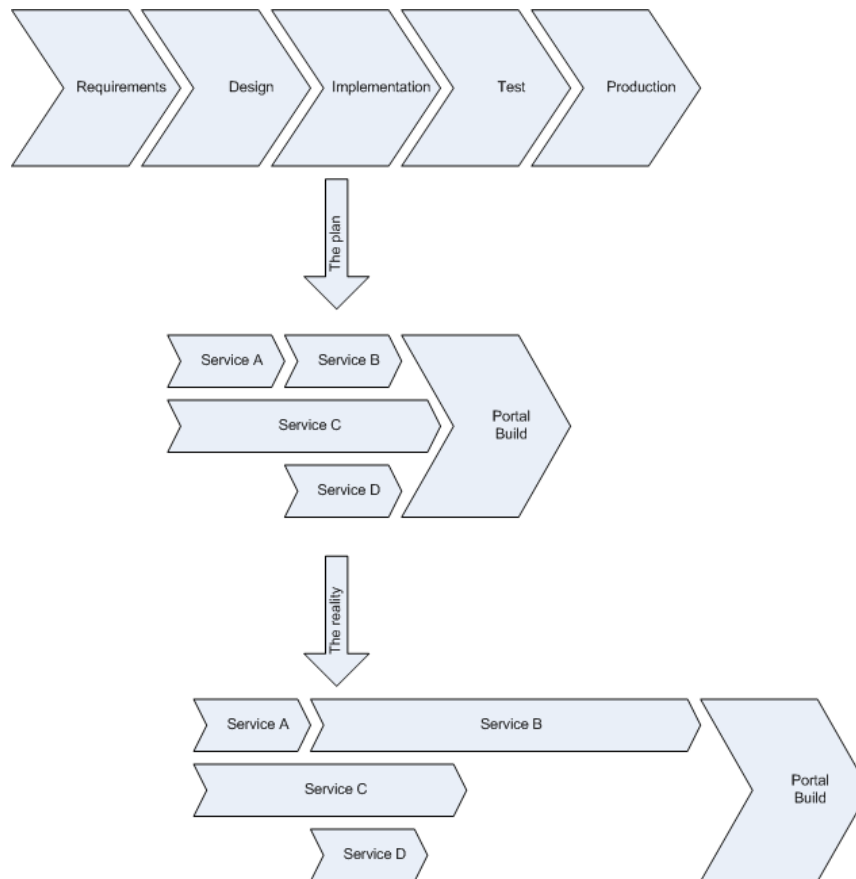 Requirements
Design
Implementation
Test
Production
The plan
Service A
Service B
Service C
Portal
Build
Service D
The reality
Service A
Service B
Service C
Portal
Build
Service D